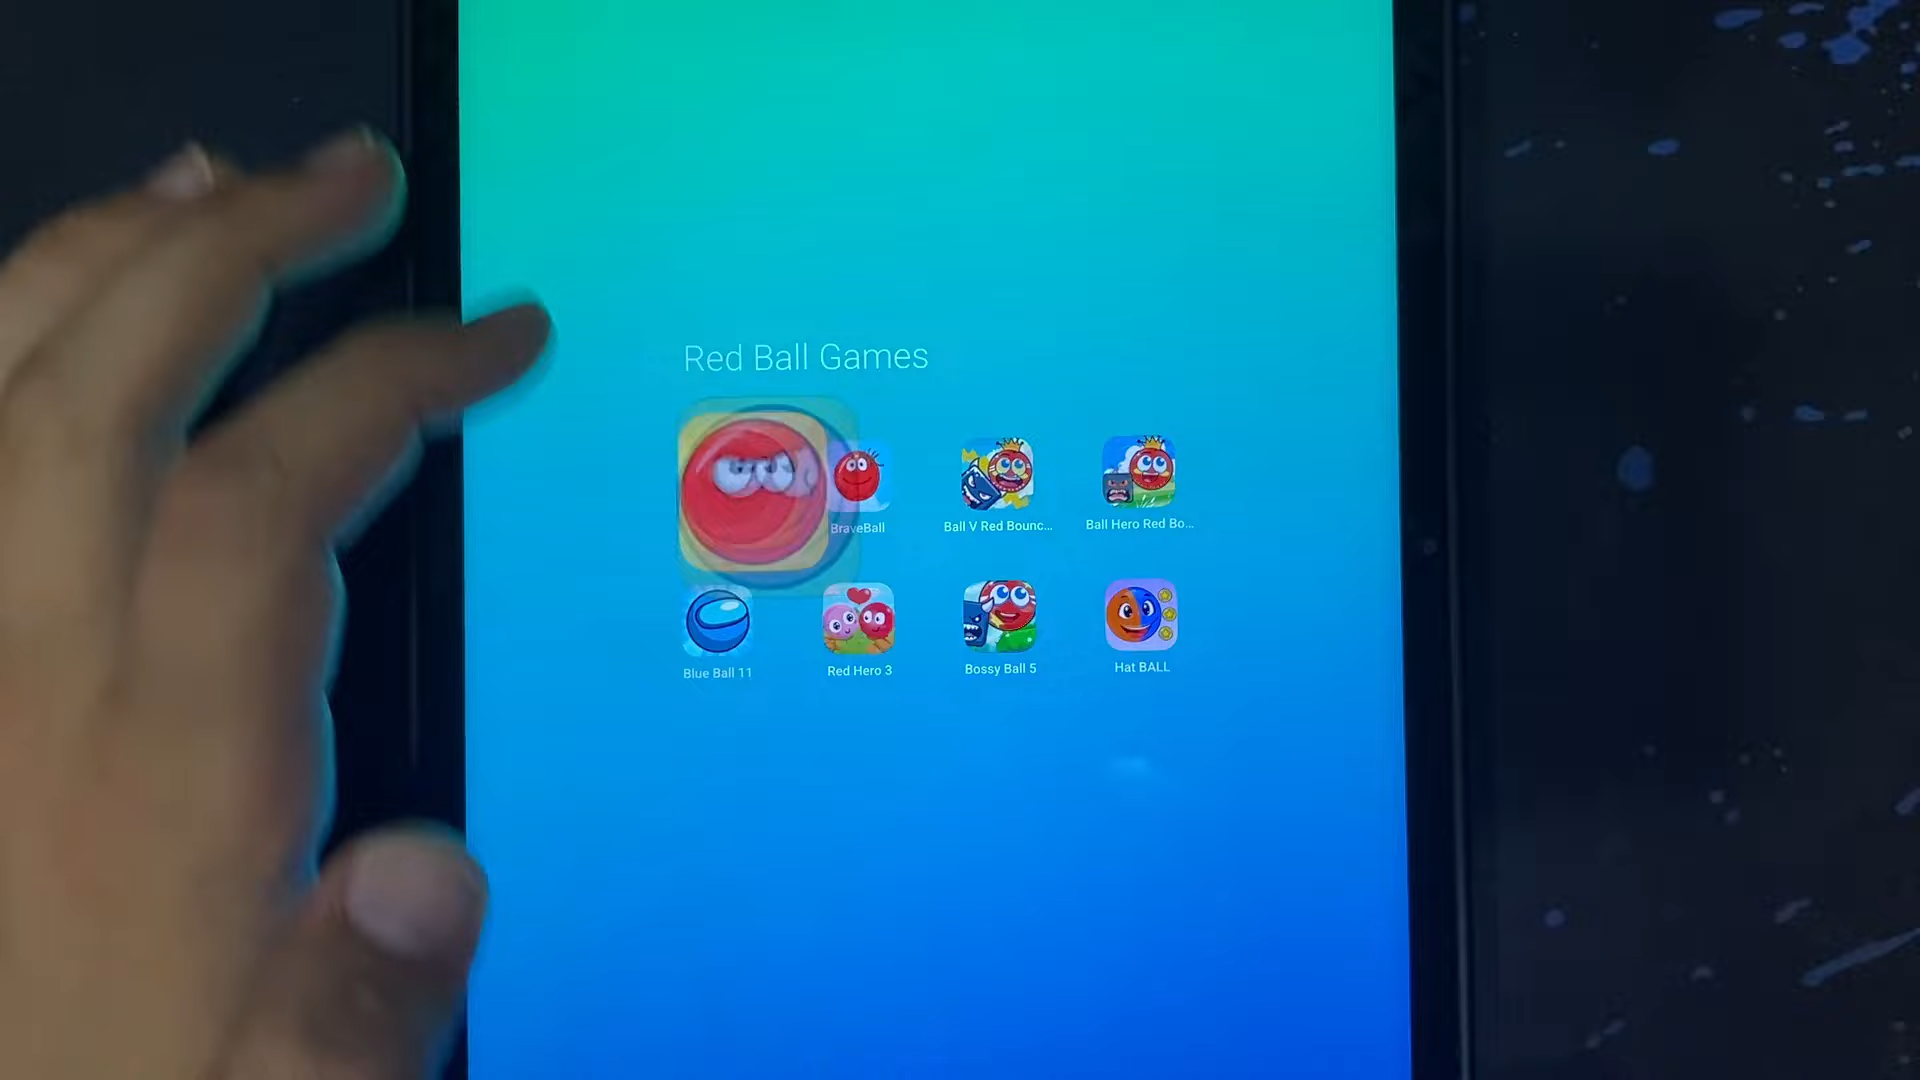 Red Ball Games
BraveBall
Ball V Red Bounc...
Ball Hero Red Bo...
Blue Ball 11
Red Hero 3
Bossy Ball 5
Hat BALL